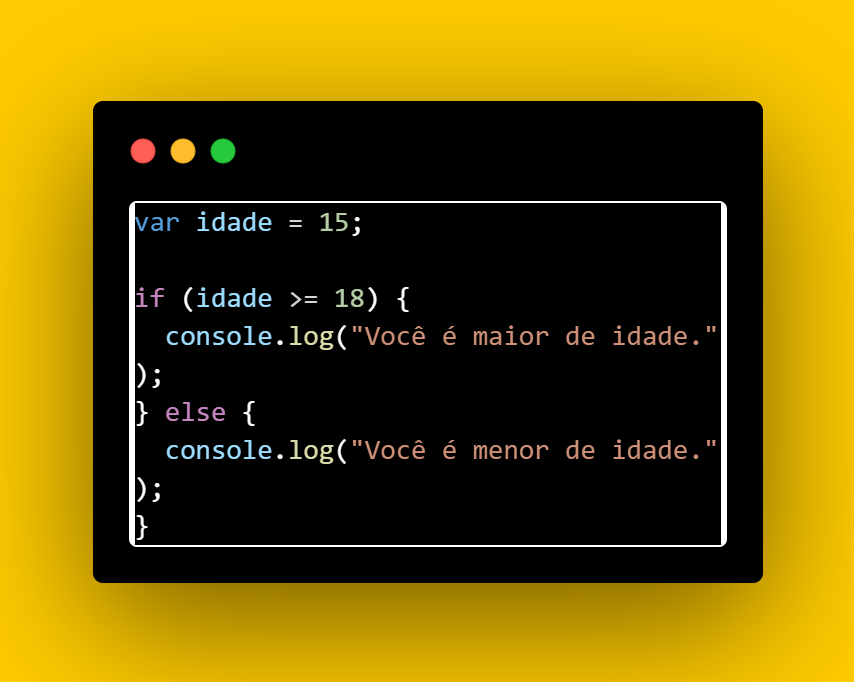 var idade = 15;

if (idade >= 18) {
  console.log("Você é maior de idade."
);
} else {
  console.log("Você é menor de idade."
);
}